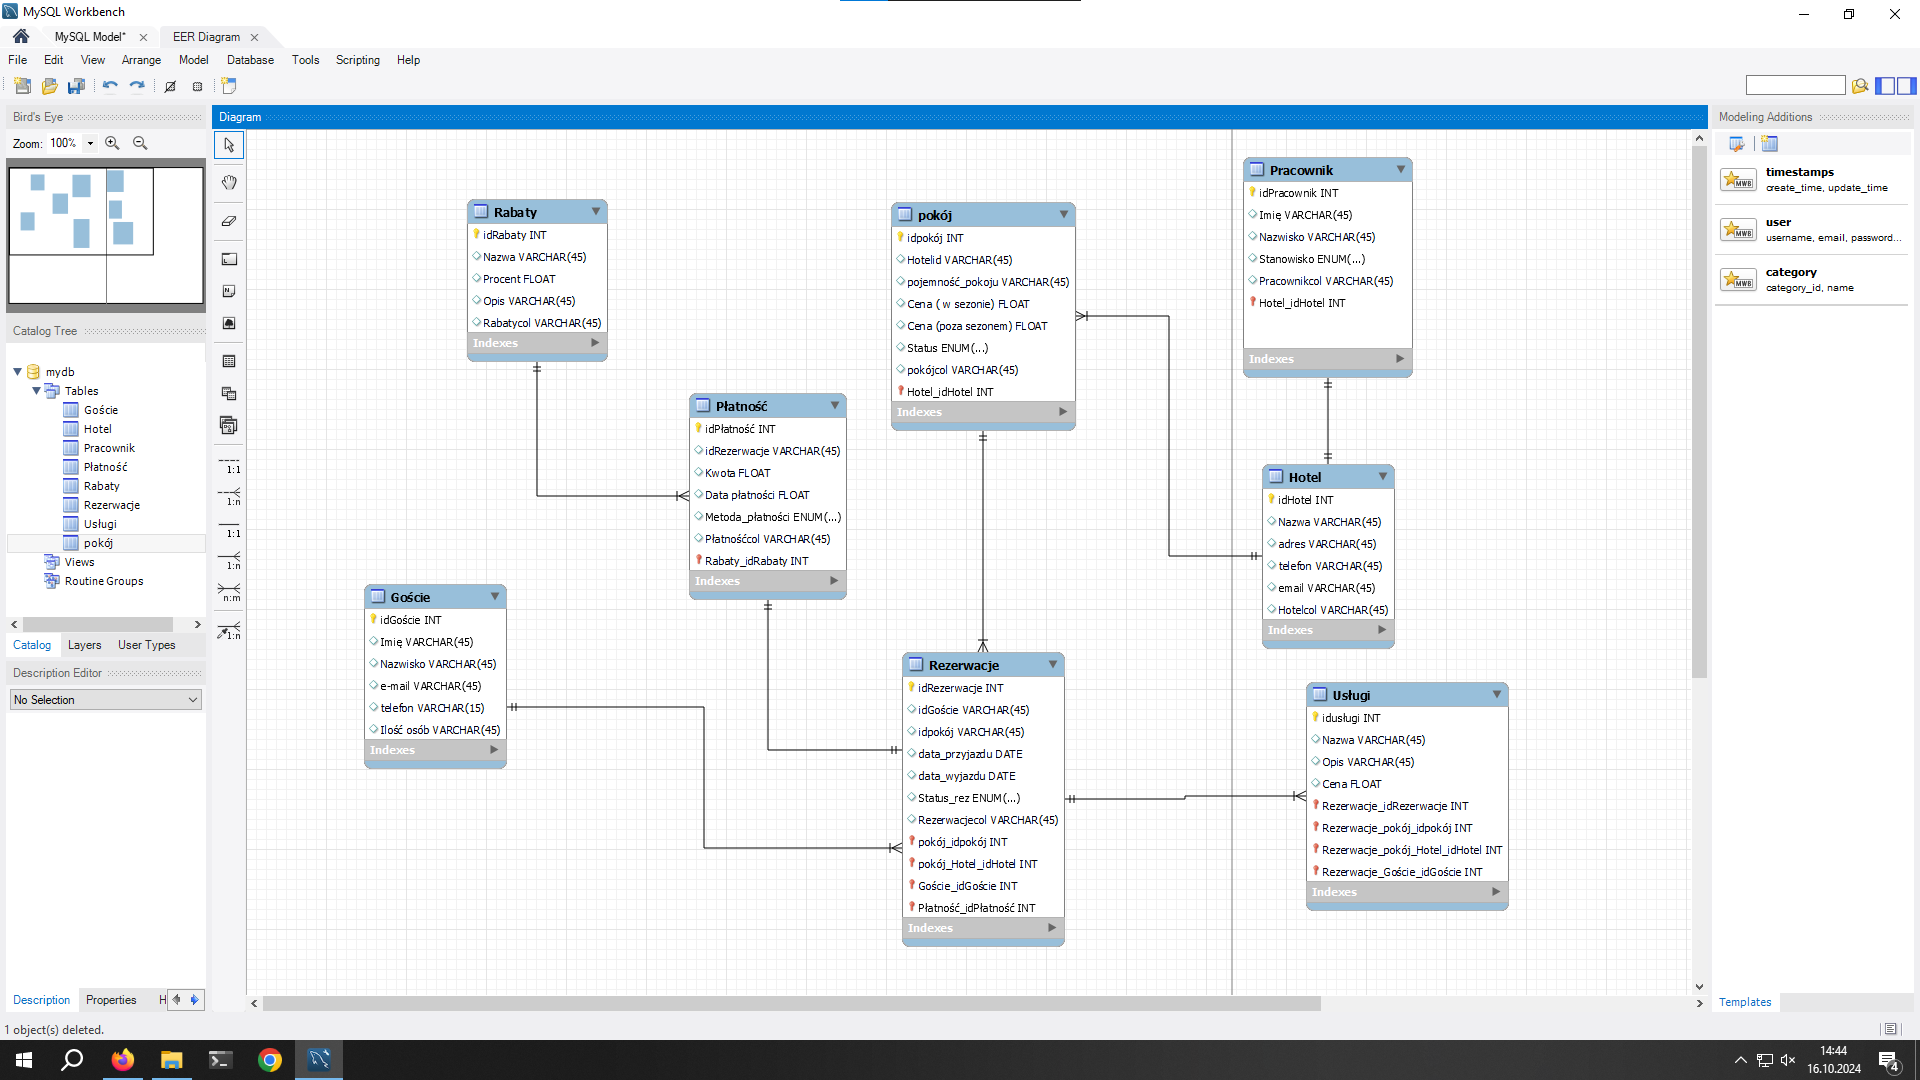 MySQL Workbench
MySQL Model*
EER Diagram
File Edit View Arrange Model Database Tools Scripting Help
Bird's Eye
Zoom: 100%
Catalog Tree
mydb
Tables
Goście
Hotel
Pracownik
Płatność
Rabaty
Rezerwacje
Usługi
pokój
Views
Routine Groups
Catalog Layers User Types
Description Editor
No Selection
Description Properties H
1 object(s) deleted.
1:1
1:n
1:1
1:n
n:m
1:n
Diagram
Rabaty
idRabaty INT
Nazwa VARCHAR(45)
Procent FLOAT
Opis VARCHAR(45)
Rabatycol VARCHAR(45)
Indexes
Płatność
idPłatność INT
idRezerwacje VARCHAR(45)
Kwota FLOAT
Data płatności FLOAT
Metoda_płatności ENUM(...)
Płatnośćcol VARCHAR(45)
Rabaty_idRabaty INT
Indexes
Goście
idGoście INT
Imię VARCHAR(45)
Nazwisko VARCHAR(45)
e-mail VARCHAR(45)
telefon VARCHAR(15)
Ilość osób VARCHAR(45)
Indexes
pokój
idpokój INT
Hotelid VARCHAR(45)
pojemność_pokoju VARCHAR(45)
Cena ( w sezonie) FLOAT
Cena (poza sezonem) FLOAT
Status ENUM(...)
pokójcol VARCHAR(45)
Hotel_idHotel INT
Indexes
Rezerwacje
idRezerwacje INT
idGoście VARCHAR(45)
idpokój VARCHAR(45)
data_przyjazdu DATE
data_wyjazdu DATE
Status_rez ENUM(...)
Rezerwacjecol VARCHAR(45)
pokój_idpokój INT
pokój_Hotel_idHotel INT
Goście_idGoście INT
Płatność_idPłatność INT
Indexes
Pracownik
idPracownik INT
Imię VARCHAR(45)
Nazwisko VARCHAR(45)
Stanowisko ENUM(...)
Pracownikcol VARCHAR(45)
Hotel_idHotel INT
Indexes
Hotel
idHotel INT
Nazwa VARCHAR(45)
adres VARCHAR(45)
telefon VARCHAR(45)
email VARCHAR(45)
Hotelcol VARCHAR(45)
Indexes
Usługi
idusługi INT
Nazwa VARCHAR(45)
Opis VARCHAR(45)
Cena FLOAT
Rezerwacje_idRezerwacje INT
Rezerwacje_pokój_idpokój INT
Rezerwacje_pokój_Hotel_idHotel INT
Rezerwacje_Goście_idGoście INT
Indexes
Modeling Additions
MWB
timestamps
create_time, update_time
MWB
user
username, email, password...
MWB
category
category_id, name
Templates
14:44
16.10.2024
4